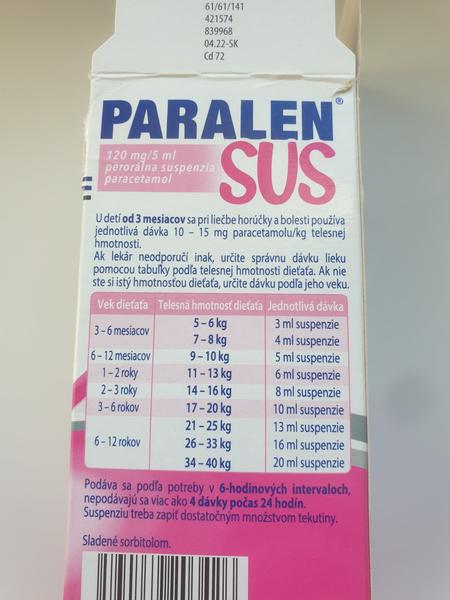 61/61/141
421574
839968
04.22-SK
Cd 72
PARALEN®
SUS
120 mg/5 ml
perorálna suspenzia
paracetamol
U detí od 3 mesiacov sa pri liečbe horúčky a bolesti používa
jednotlivá dávka 10 – 15 mg paracetamolu/kg telesnej
hmotnosti.
Ak lekár neodporučí inak, určite správnu dávku lieku
pomocou tabuľky podľa telesnej hmotnosti dieťaťa. Ak nie
ste si istý hmotnosťou dieťaťa, určite dávku podľa jeho veku.
Vek dieťaťa Telesná hmotnosť dieťaťa Jednotlivá dávka
3 – 6 mesiacov 5 – 6 kg 3 ml suspenzie
7 – 8 kg 4 ml suspenzie
6 – 12 mesiacov 9 – 10 kg 5 ml suspenzie
1 – 2 roky 11 – 13 kg 6 ml suspenzie
2 – 3 roky 14 – 16 kg 8 ml suspenzie
3 – 6 rokov 17 – 20 kg 10 ml suspenzie
6 – 12 rokov 21 – 25 kg 13 ml suspenzie
26 – 33 kg 16 ml suspenzie
34 – 40 kg 20 ml suspenzie
Podáva sa podľa potreby v 6-hodinových intervaloch,
nepodávajú sa viac ako 4 dávky počas 24 hodín.
Suspenziu treba zapiť dostatočným množstvom tekutiny.
Sladené sorbitolom.